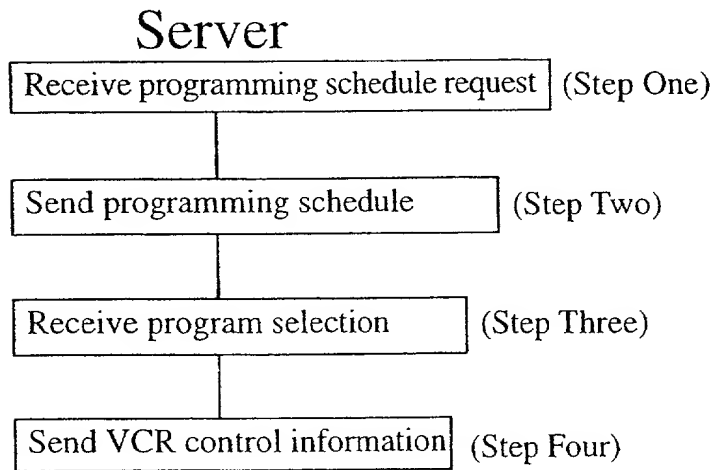 Server
Receive programming schedule request (Step One)
Send programming schedule (Step Two)
Receive program selection (Step Three)
Send VCR control information (Step Four)